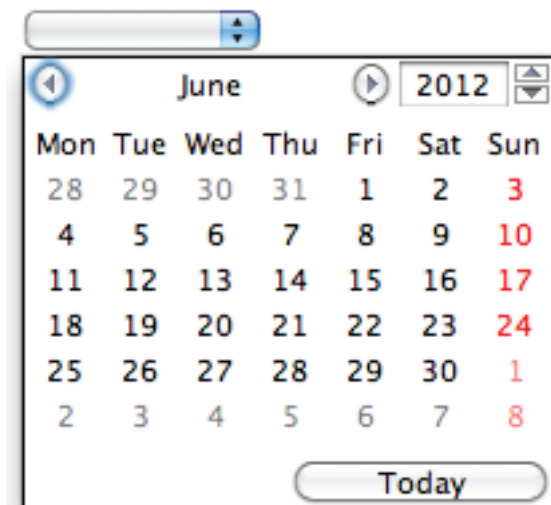 June 2012
Mon Tue Wed Thu Fri Sat Sun
28 29 30 31 1 2 3
4 5 6 7 8 9 10
11 12 13 14 15 16 17
18 19 20 21 22 23 24
25 26 27 28 29 30 1
2 3 4 5 6 7 8
Today